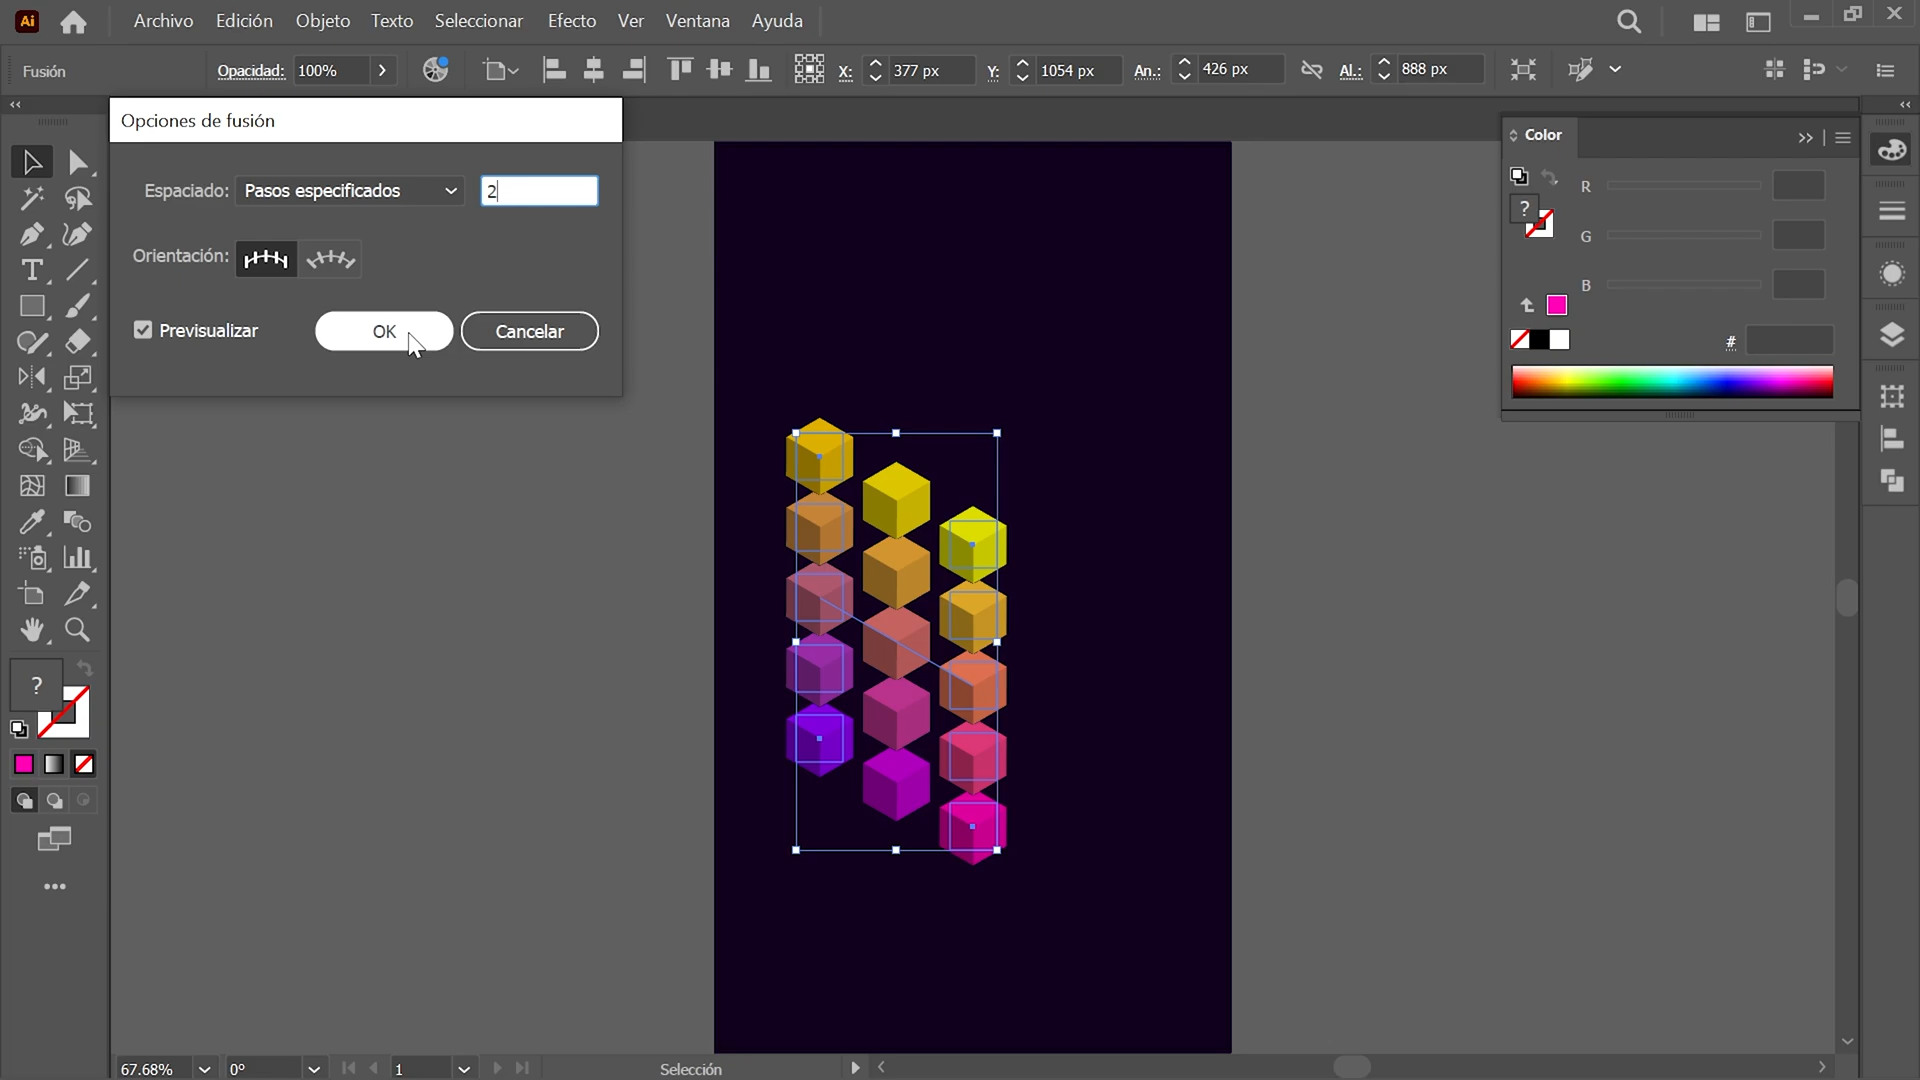 Ai Archivo Edición Objeto Texto Seleccionar Efecto Ver Ventana Ayuda
Fusión Opacidad: 100% X: 377 px Y: 1054 px An.: 426 px Al.: 888 px
Opciones de fusión
Espaciado: Pasos especificados 2
Orientación:
Previsualizar OK Cancelar
Color
R
?
G
B
#
?
67.68% 0° 1 Selección